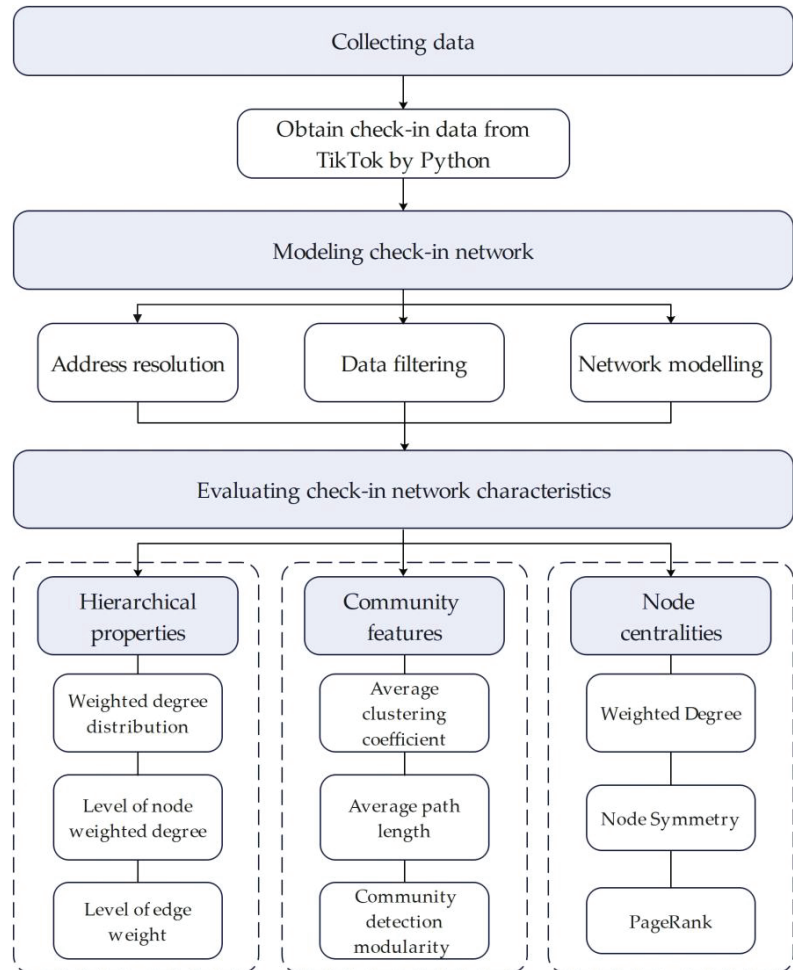 Collecting data
Obtain check-in data from
TikTok by Python
Modeling check-in network
Address resolution
Data filtering
Network modelling
Evaluating check-in network characteristics
Hierarchical
properties
Weighted degree
distribution
Level of node
weighted degree
Level of edge
weight
Community
features
Average
clustering
coefficient
Average path
length
Community
detection
modularity
Node
centralities
Weighted Degree
Node Symmetry
PageRank